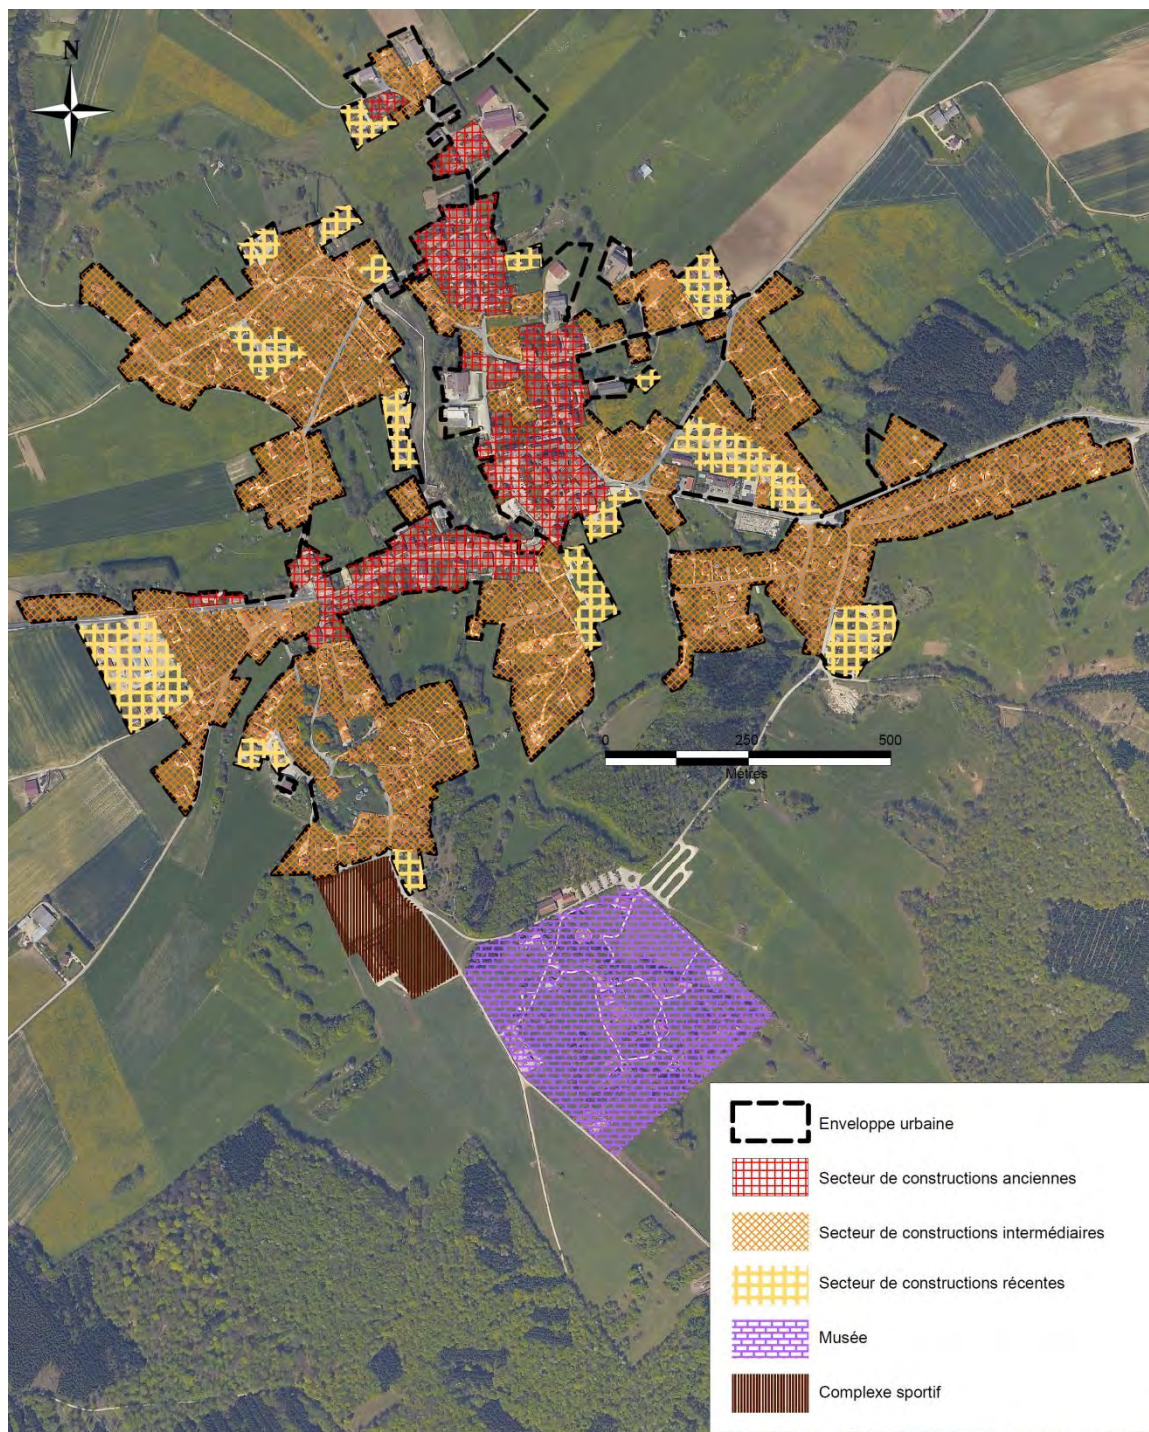 N
0 250 500
Mètres
Enveloppe urbaine
Secteur de constructions anciennes
Secteur de constructions intermédiaires
Secteur de constructions récentes
Musée
Complexe sportif